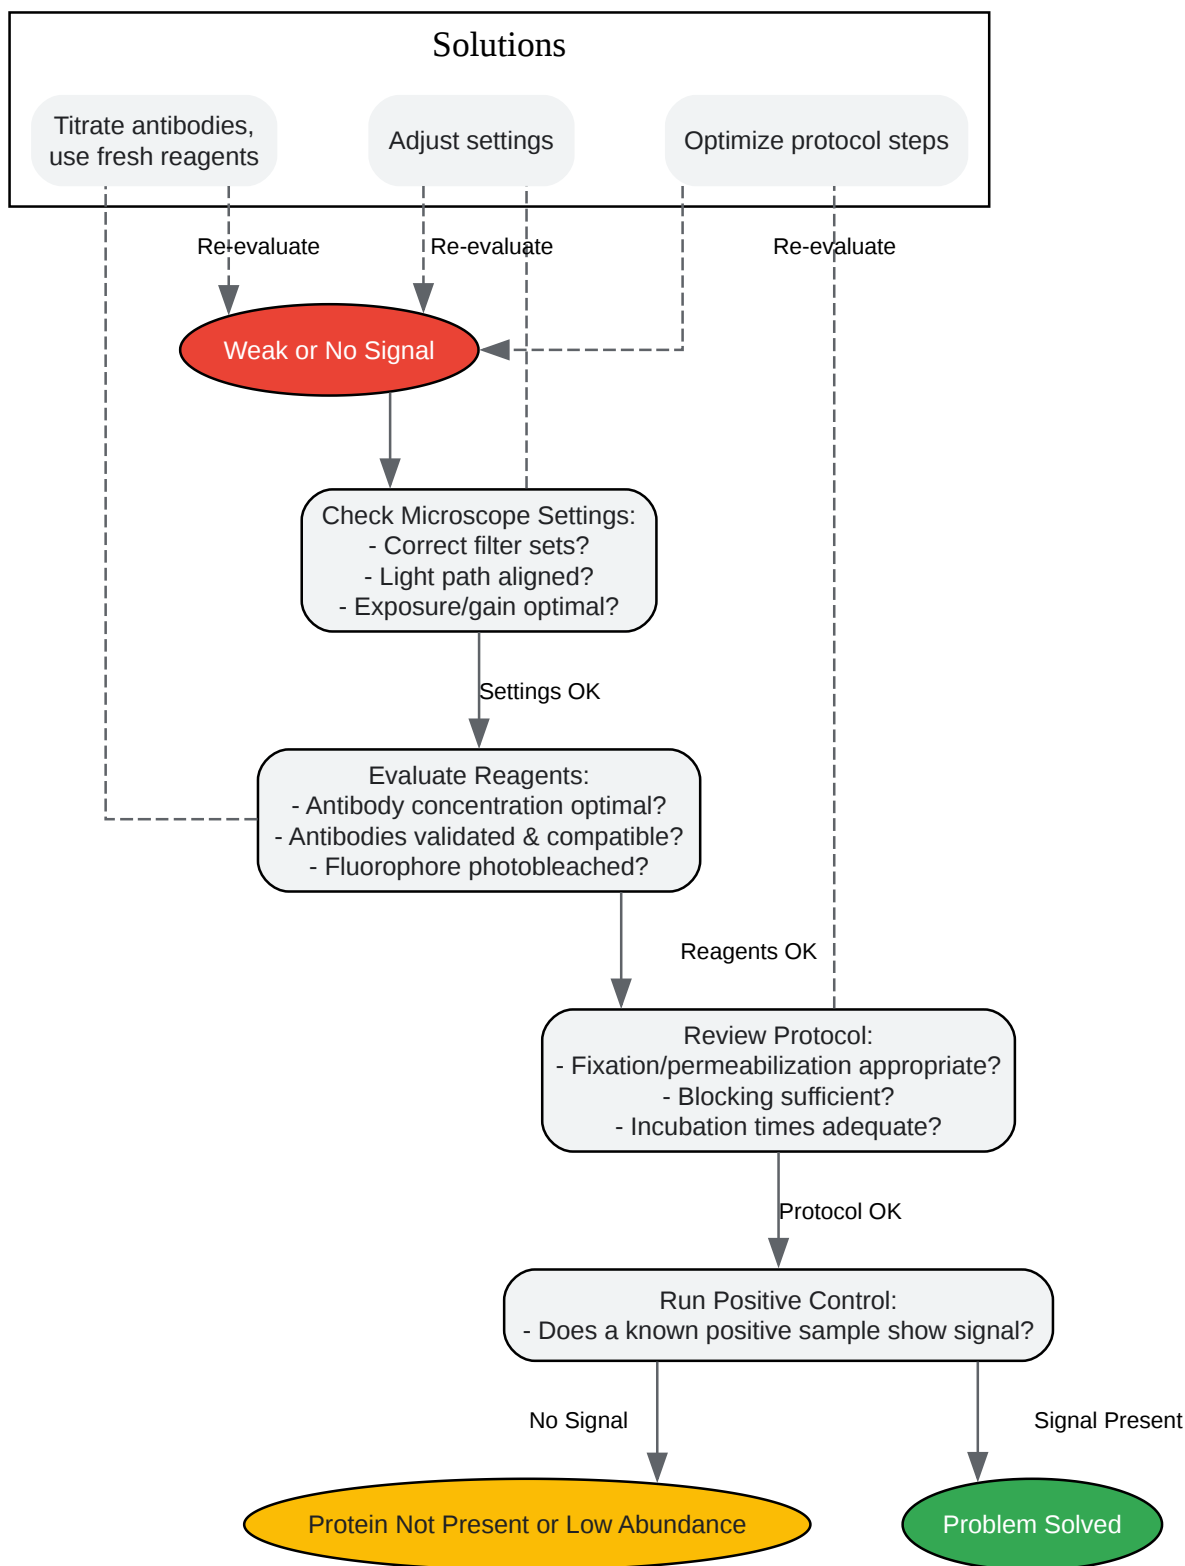 Solutions
Titrate antibodies,
use fresh reagents
Adjust settings
Optimize protocol steps
Re-evaluate
Re-evaluate
Re-evaluate
Weak or No Signal
Check Microscope Settings:
- Correct filter sets?
- Light path aligned?
- Exposure/gain optimal?
Settings OK
Evaluate Reagents:
- Antibody concentration optimal?
- Antibodies validated & compatible?
- Fluorophore photobleached?
Reagents OK
Review Protocol:
- Fixation/permeabilization appropriate?
- Blocking sufficient?
- Incubation times adequate?
Protocol OK
Run Positive Control:
- Does a known positive sample show signal?
No Signal
Signal Present
Protein Not Present or Low Abundance
Problem Solved